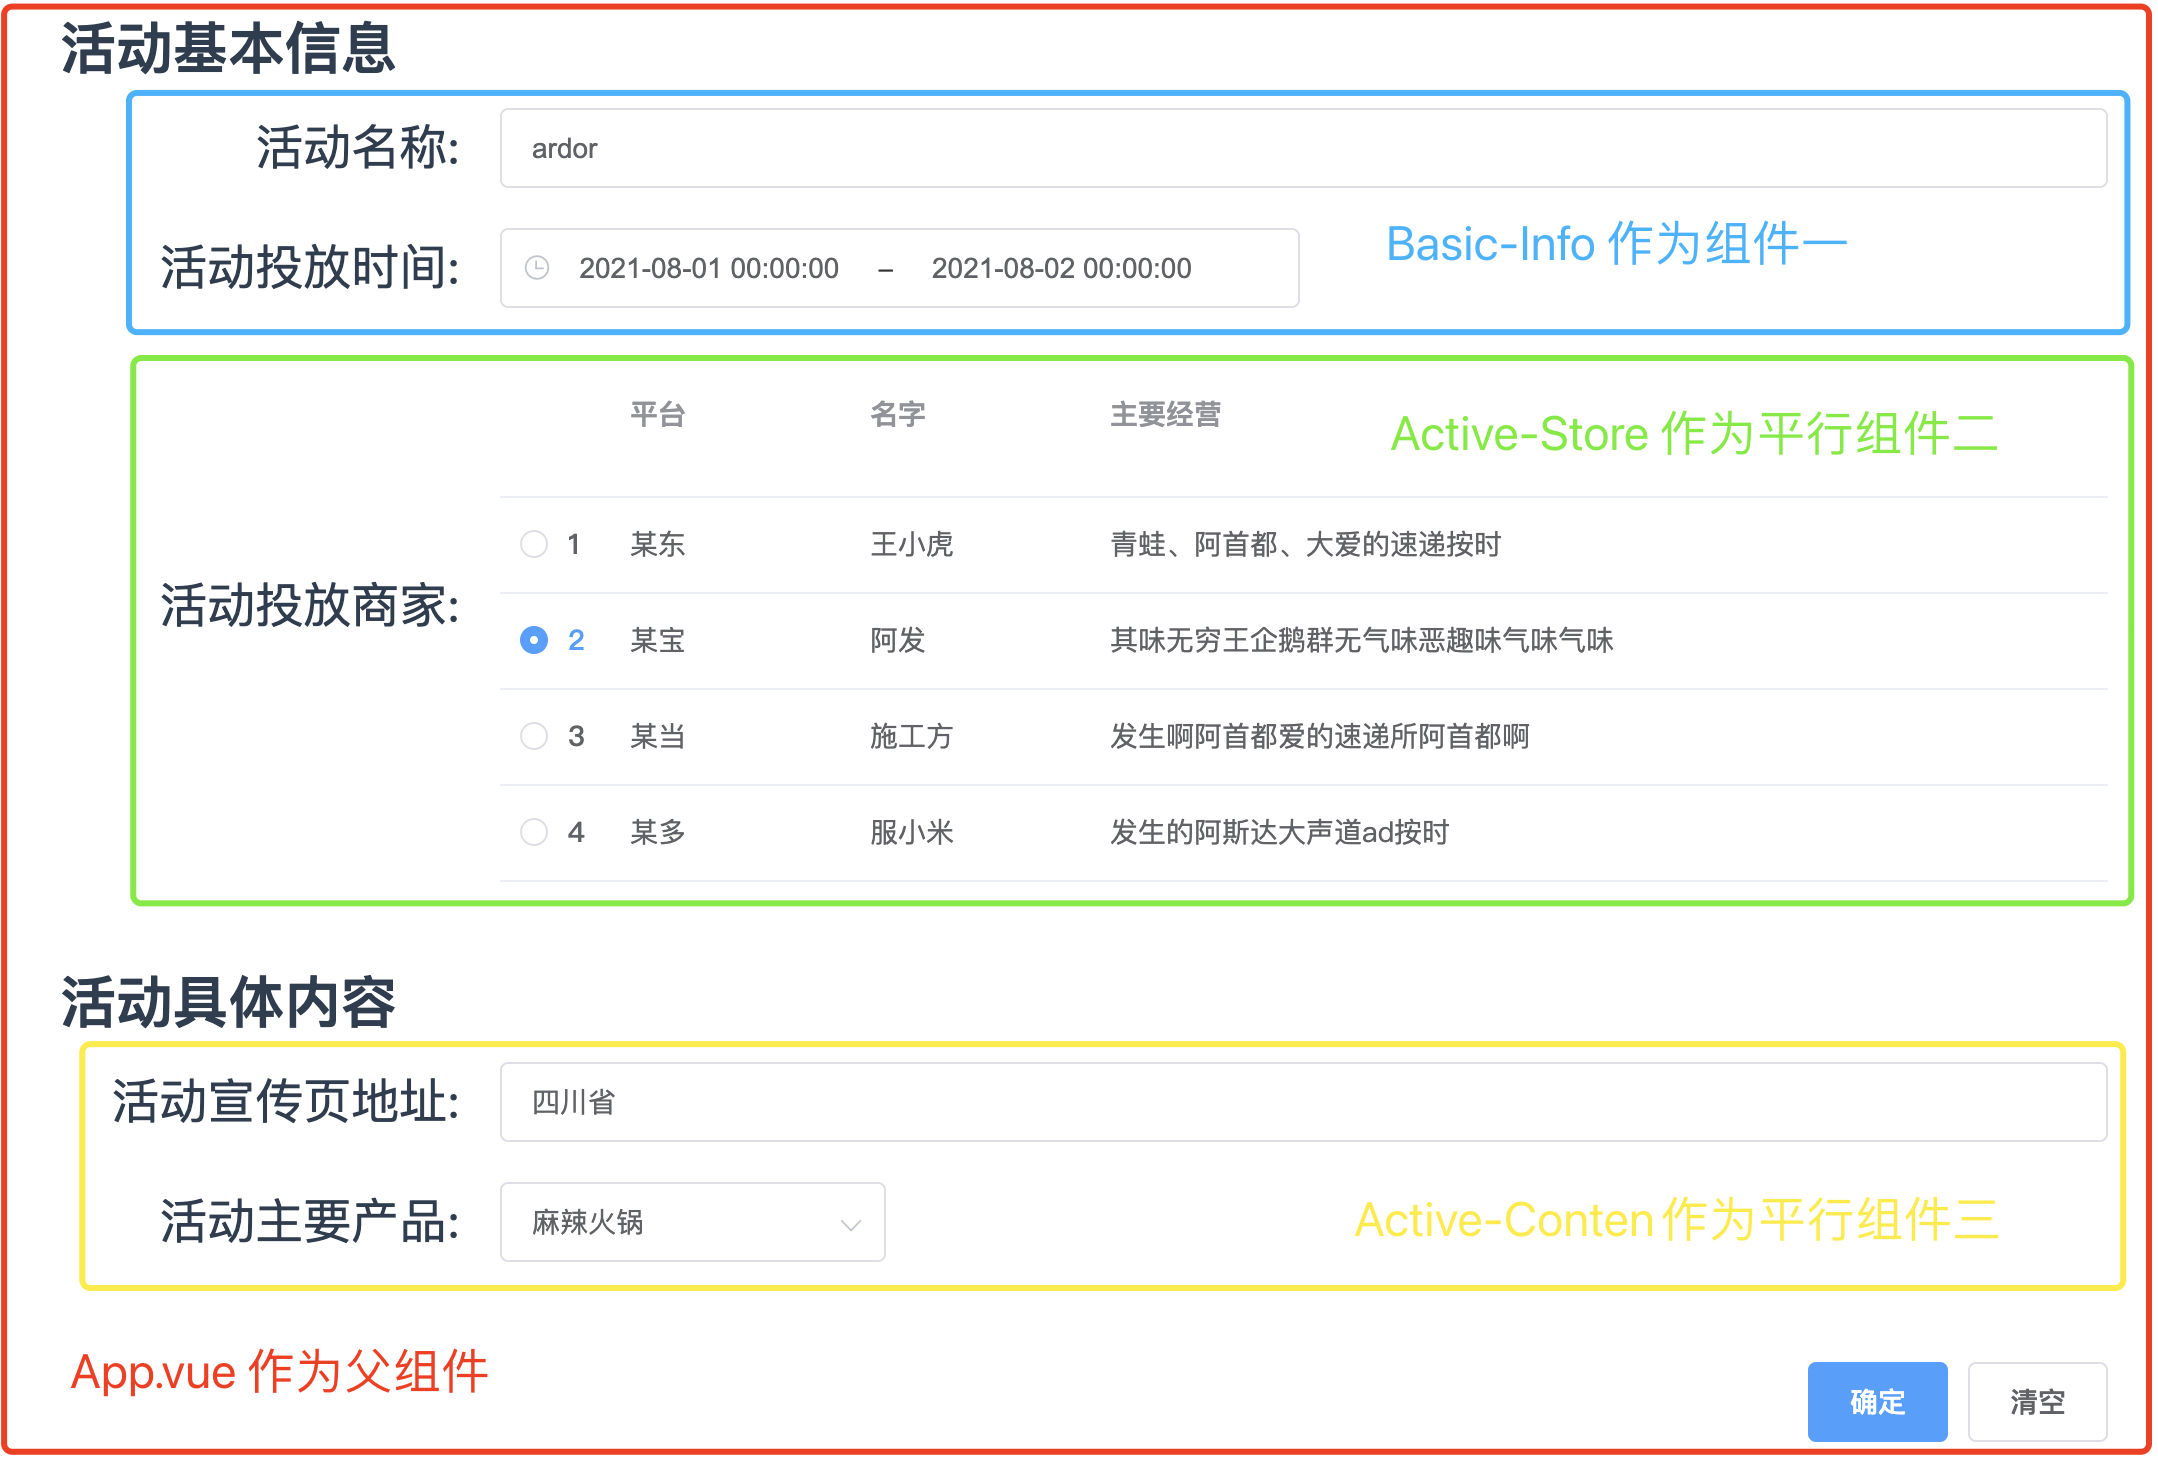 活动基本信息
活动名称: ardor
活动投放时间: 2021-08-01 00:00:00 – 2021-08-02 00:00:00
Basic-Info 作为组件一
平台 名字 主要经营
Active-Store 作为平行组件二
活动投放商家:
1 某东 王小虎 青蛙、阿首都、大爱的速递按时
2 某宝 阿发 其味无穷王企鹅群无气味恶趣味气味气味
3 某当 施工方 发生啊阿首都爱的速递所阿首都啊
4 某多 服小米 发生的阿斯达大声道ad按时
活动具体内容
活动宣传页地址: 四川省
活动主要产品: 麻辣火锅
Active-Conten 作为平行组件三
App.vue 作为父组件
确定 清空